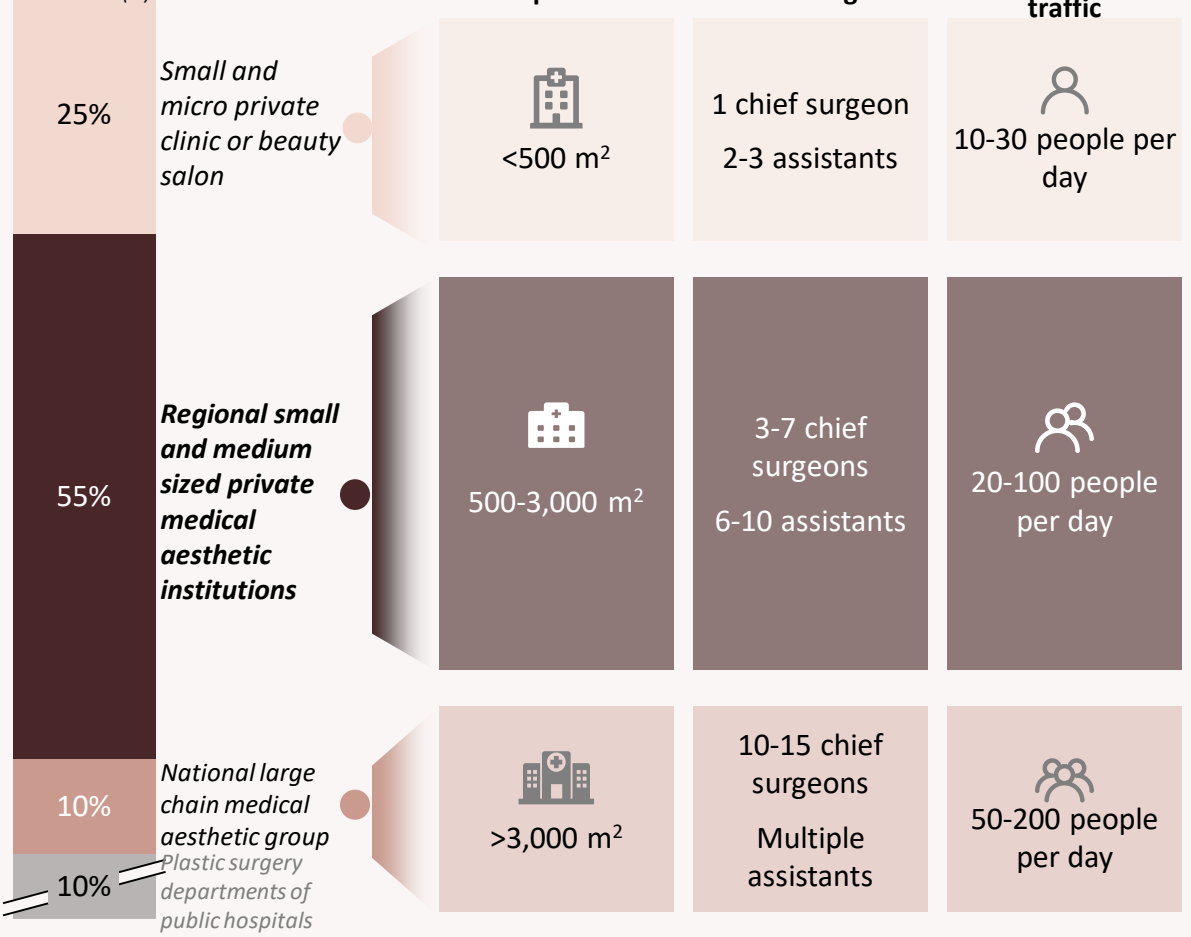 traffic
25%
Small and
micro private
clinic or beauty
salon
<500 m²
1 chief surgeon
2-3 assistants
10-30 people per
day
55%
Regional small
and medium
sized private
medical
aesthetic
institutions
500-3,000 m²
3-7 chief
surgeons
6-10 assistants
20-100 people
per day
10%
National large
chain medical
aesthetic group
>3,000 m²
10-15 chief
surgeons
Multiple
assistants
50-200 people
per day
10%
Plastic surgery
departments of
public hospitals